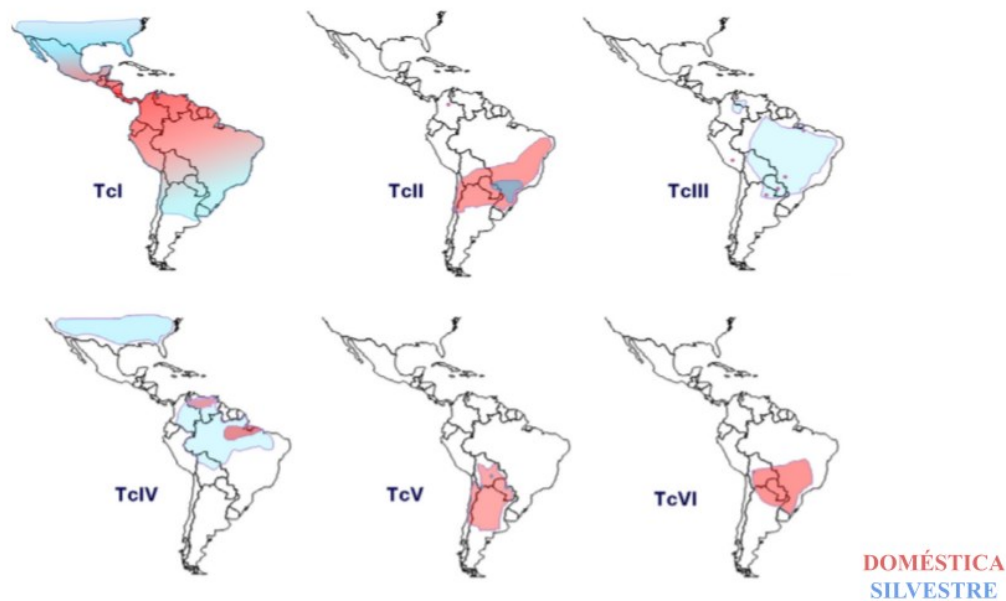 TcI
TcII
TcIII
TcIV
TcV
TcVI
DOMÉSTICA
SILVESTRE